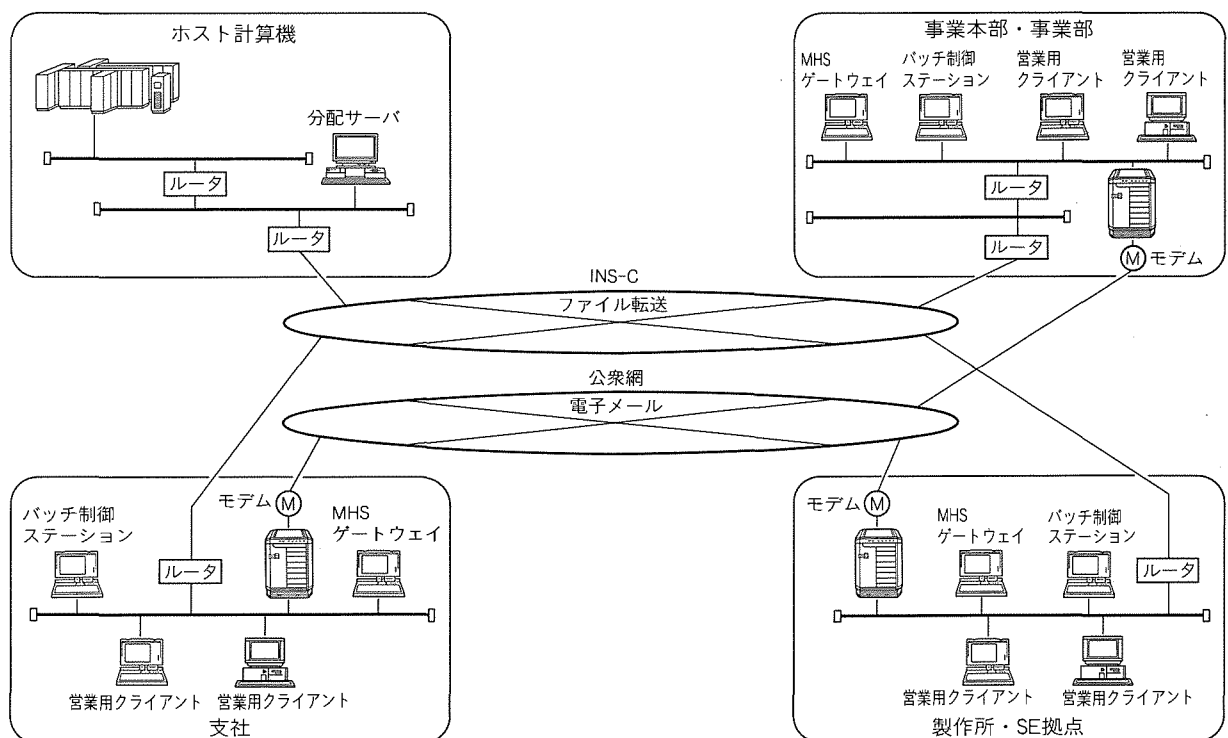 ホスト計算機
分配サーバ
ルータ
ルータ
事業本部・事業部
MHS
ゲートウェイ
バッチ制御
ステーション
営業用
クライアント
営業用
クライアント
ルータ
ルータ
M
モデム
INS-C
ファイル転送
公衆網
電子メール
バッチ制御
ステーション
モデム
M
MHS
ゲートウェイ
ルータ
営業用クライアント
営業用クライアント
支社
モデム
M
MHS
ゲートウェイ
バッチ制御
ステーション
ルータ
営業用クライアント
営業用クライアント
製作所・SE拠点